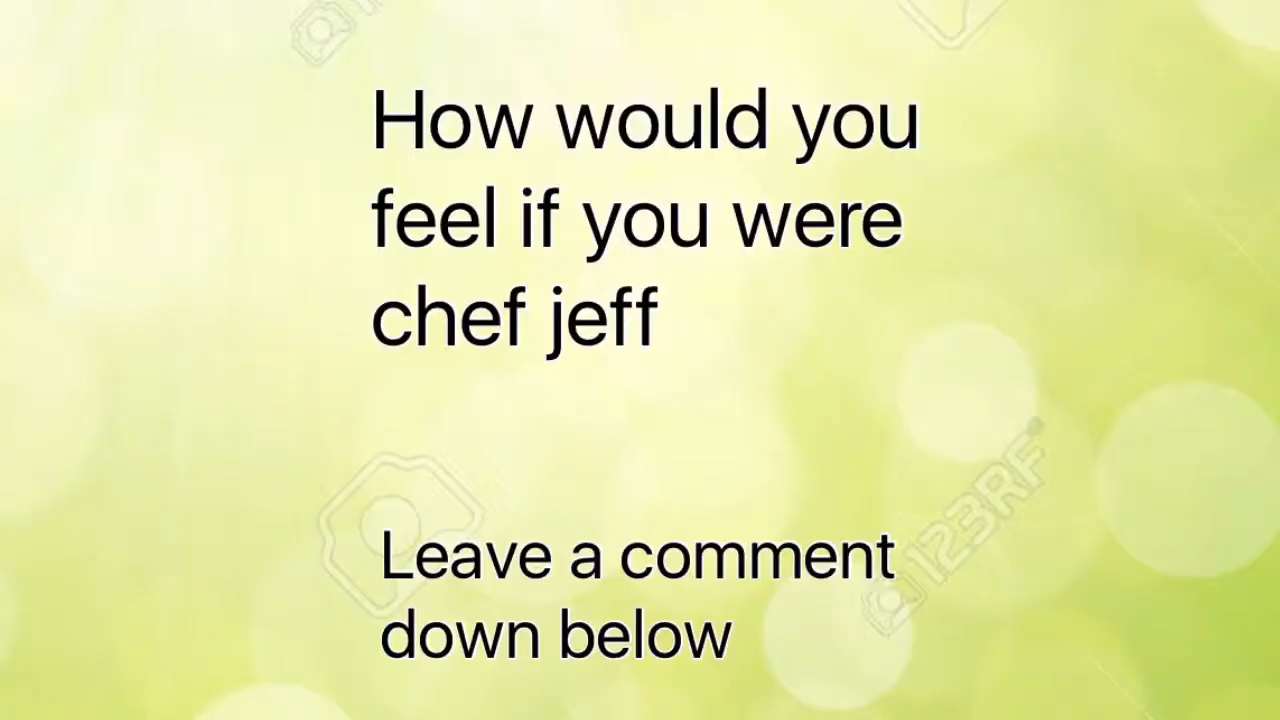 How would you
feel if you were
chef jeff
Leave a comment
down below
123RF